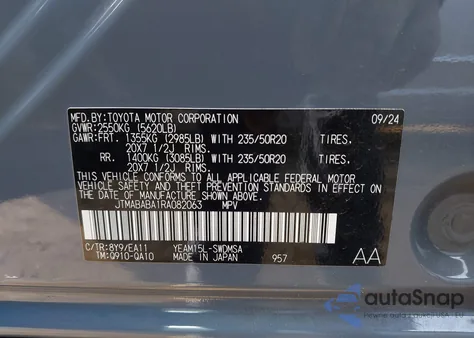 MFD.BY:TOYOTA MOTOR CORPORATION 09/24
GVWR:2550KG (5620LB)
GAWR:FRT. 1355KG (2985LB) WITH 235/50R20 TIRES,
20X7 1/2J RIMS.
RR. 1400KG (3085LB) WITH 235/50R20 TIRES,
20X7 1/2J RIMS.
THIS VEHICLE CONFORMS TO ALL APPLICABLE FEDERAL MOTOR
VEHICLE SAFETY STANDARDS IN EFFECT ON
THE DATE OF MANUFACTURE SHOWN ABOVE.
JTMABABA1RA082063 MPV
C/TR:8Y9/EA11 YEAM15L-SWDMSA
TM:Q910-QA10 MADE IN JAPAN 957 AA
autoSnap